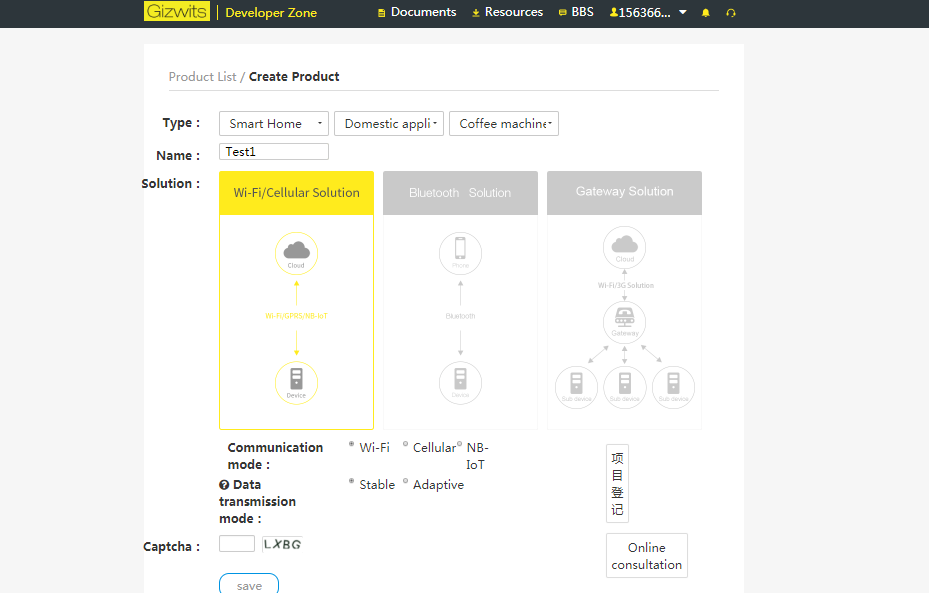 Gizwits Developer Zone Documents Resources BBS 156366...
Product List / Create Product
Type : Smart Home Domestic appli Coffee machine
Name : Test1
Solution : Wi-Fi/Cellular Solution Bluetooth Solution Gateway Solution
Cloud Phone Cloud
Wi-Fi/3G Solution
Wi-Fi/GPRS/NB-IoT Bluetooth
Gateway
Device Device Sub device Sub device Sub device
Communication mode : Wi-Fi Cellular NB-IoT
Data transmission mode : Stable Adaptive
项目登记
Captcha : LXBG
Online consultation
save